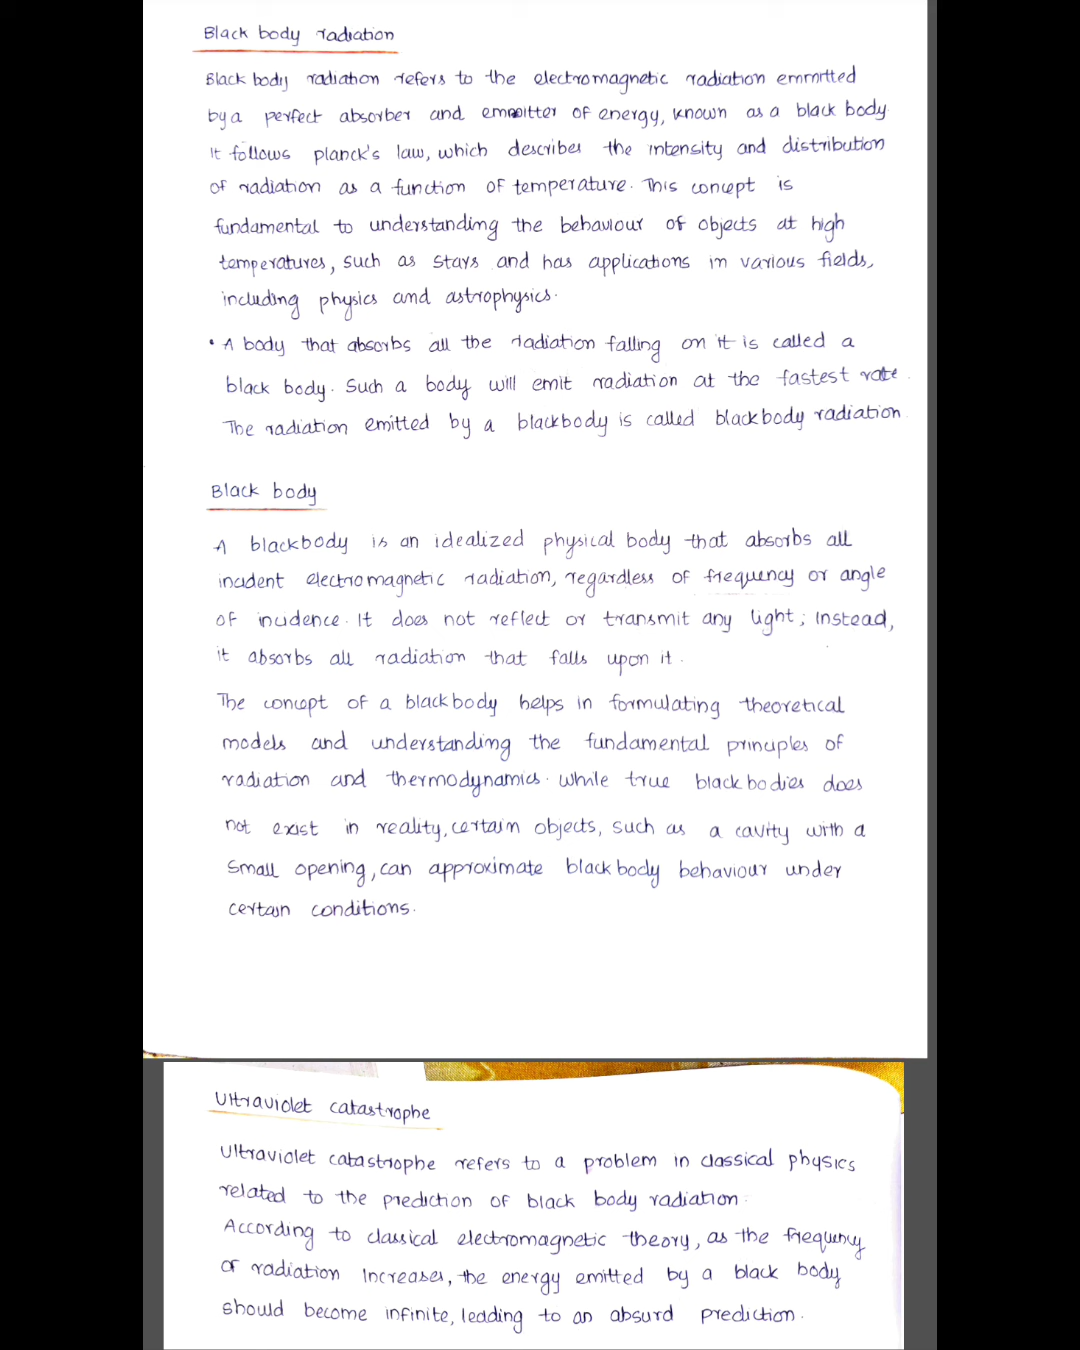 Black body radiation
Black body radiation refers to the electromagnetic radiation emmitted
by a perfect absorber and emmitter of energy, known as a black body.
It follows planck's law, which describes the intensity and distribution
of radiation as a function of temperature. This concept is
fundamental to understanding the behaviour of objects at high
temperatures, such as stars and has applications in various fields,
including physics and astrophysics.
• A body that absorbs all the radiation falling on it is called a
black body. Such a body will emit radiation at the fastest rate.
The radiation emitted by a blackbody is called blackbody radiation.
Black body
A blackbody is an idealized physical body that absorbs all
incident electromagnetic radiation, regardless of frequency or angle
of incidence. It does not reflect or transmit any light; Instead,
it absorbs all radiation that falls upon it.
The concept of a blackbody helps in formulating theoretical
models and understanding the fundamental principles of
radiation and thermodynamics. While true blackbodies does
not exist in reality, certain objects, such as a cavity with a
small opening, can approximate blackbody behaviour under
certain conditions.
Ultraviolet catastrophe
Ultraviolet catastrophe refers to a problem in classical physics
related to the prediction of black body radiation.
According to classical electromagnetic theory, as the frequency
of radiation increases, the energy emitted by a black body
should become infinite, leading to an absurd prediction.